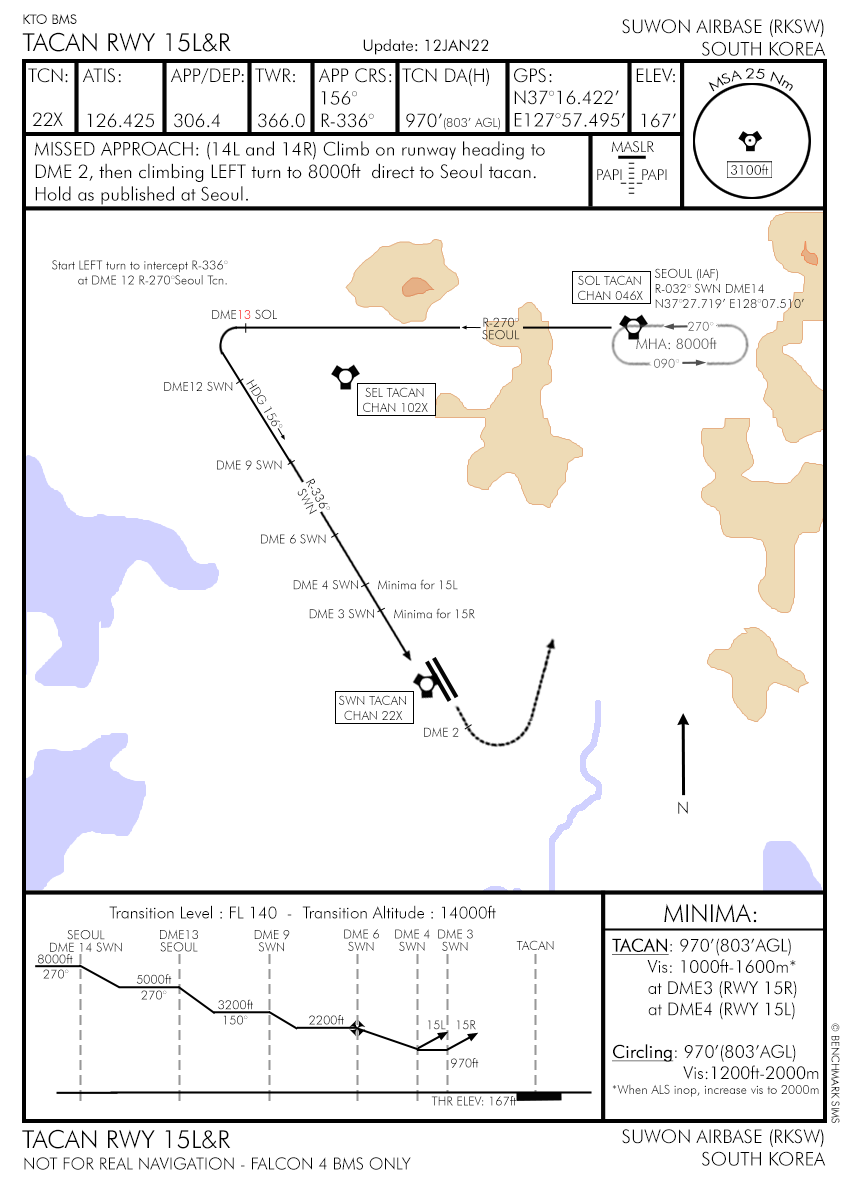 KTO BMS
TACAN RWY 15L&R
Update: 12JAN22
SUWON AIRBASE (RKSW)
SOUTH KOREA
TCN:
22X
ATIS:
126.425
APP/DEP:
306.4
TWR:
366.0
APP CRS:
156°
R-336°
TCN DA(H)
970'(803' AGL)
GPS:
N37°16.422'
E127°57.495'
ELEV:
167'
MSA 25 Nm
3100ft
MISSED APPROACH: (14L and 14R) Climb on runway heading to
DME 2, then climbing LEFT turn to 8000ft direct to Seoul tacan.
Hold as published at Seoul.
MASLR
PAPI PAPI
Start LEFT turn to intercept R-336°
at DME 12 R-270°Seoul Tcn.
SOL TACAN
CHAN 046X
SEOUL (IAF)
R-032° SWN DME14
N37°27.719' E128°07.510'
DME13 SOL
R-270°
SEOUL
270°
MHA: 8000ft
090°
DME12 SWN
HDG 156°
SEL TACAN
CHAN 102X
DME 9 SWN
R-336°
SWN
DME 6 SWN
DME 4 SWN
Minima for 15L
DME 3 SWN
Minima for 15R
SWN TACAN
CHAN 22X
DME 2
N
Transition Level : FL 140 - Transition Altitude : 14000ft
SEOUL
DME 14 SWN
DME13
SEOUL
DME 9
SWN
DME 6
SWN
DME 4
SWN
DME 3
SWN
TACAN
8000ft
270°
5000ft
270°
3200ft
150°
2200ft
15L
15R
970ft
THR ELEV: 167ft
MINIMA:
TACAN: 970'(803'AGL)
Vis: 1000ft-1600m*
at DME3 (RWY 15R)
at DME4 (RWY 15L)
Circling: 970'(803'AGL)
Vis:1200ft-2000m
*When ALS inop, increase vis to 2000m
© BENCHMARK SIMS
TACAN RWY 15L&R
NOT FOR REAL NAVIGATION - FALCON 4 BMS ONLY
SUWON AIRBASE (RKSW)
SOUTH KOREA